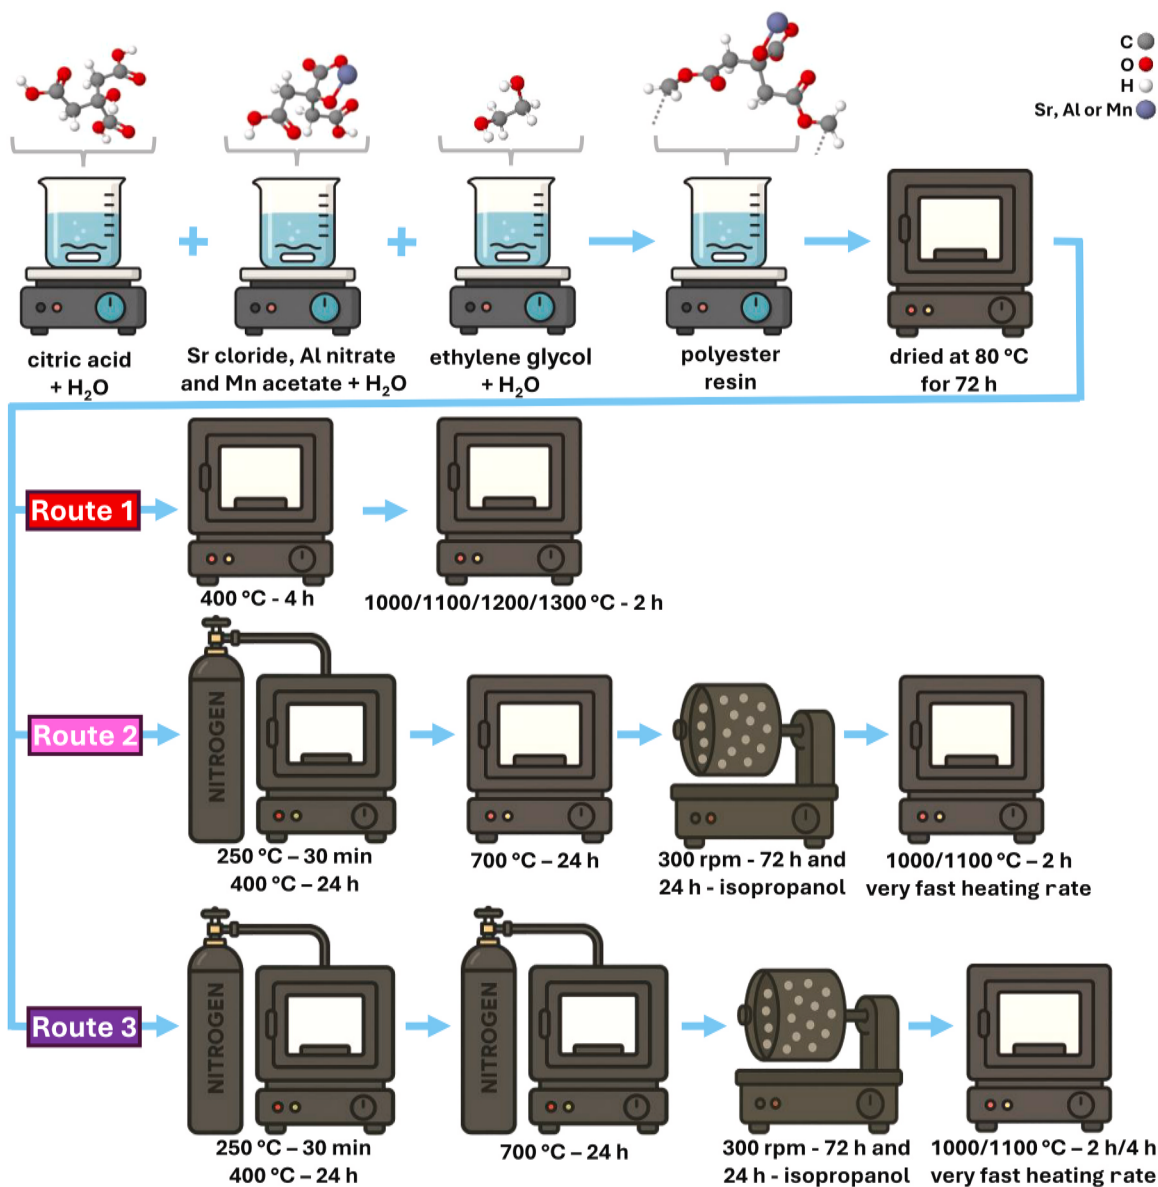 C
O
H
Sr, Al or Mn
citric acid
+ H₂O
Sr cloride, Al nitrate
and Mn acetate + H₂O
ethylene glycol
+ H₂O
polyester
resin
dried at 80 °C
for 72 h
Route 1
400 °C - 4 h
1000/1100/1200/1300 °C - 2 h
Route 2
NITROGEN
250 °C – 30 min
400 °C – 24 h
700 °C – 24 h
300 rpm - 72 h and
24 h - isopropanol
1000/1100 °C – 2 h
very fast heating rate
Route 3
NITROGEN
250 °C – 30 min
400 °C – 24 h
NITROGEN
700 °C – 24 h
300 rpm - 72 h and
24 h - isopropanol
1000/1100 °C – 2 h/4 h
very fast heating rate